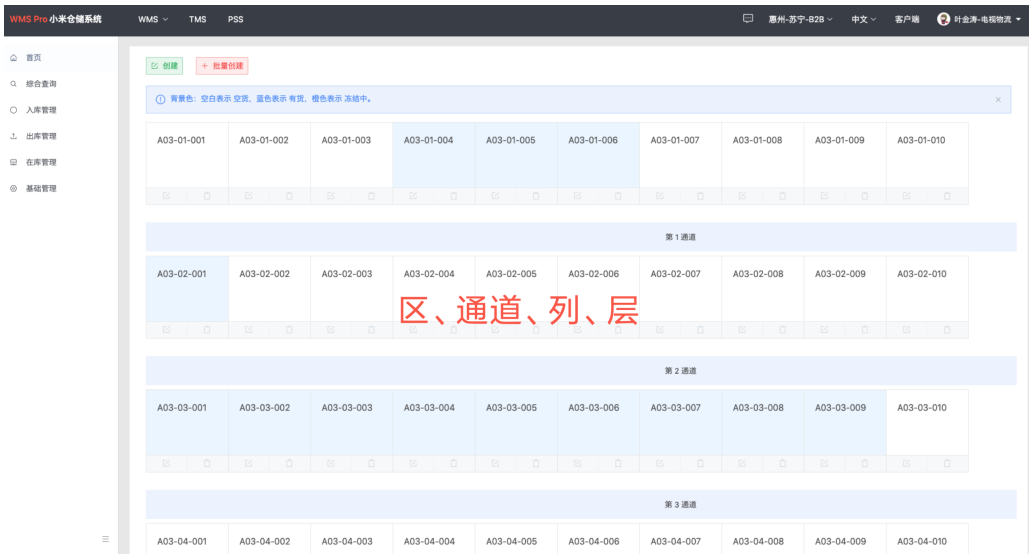 WMS Pro 小米仓储系统 WMS TMS PSS 惠州-苏宁-B2B 中文 客户端 叶金涛-电视物流
首页
综合查询
入库管理
出库管理
在库管理
基础管理
创建 批量创建
背景色：空白表示 空货，蓝色表示 有货，橙色表示 冻结中。
A03-01-001 A03-01-002 A03-01-003 A03-01-004 A03-01-005 A03-01-006 A03-01-007 A03-01-008 A03-01-009 A03-01-010
第 1 通道
A03-02-001 A03-02-002 A03-02-003 A03-02-004 A03-02-005 A03-02-006 A03-02-007 A03-02-008 A03-02-009 A03-02-010
区、通道、列、层
第 2 通道
A03-03-001 A03-03-002 A03-03-003 A03-03-004 A03-03-005 A03-03-006 A03-03-007 A03-03-008 A03-03-009 A03-03-010
第 3 通道
A03-04-001 A03-04-002 A03-04-003 A03-04-004 A03-04-005 A03-04-006 A03-04-007 A03-04-008 A03-04-009 A03-04-010